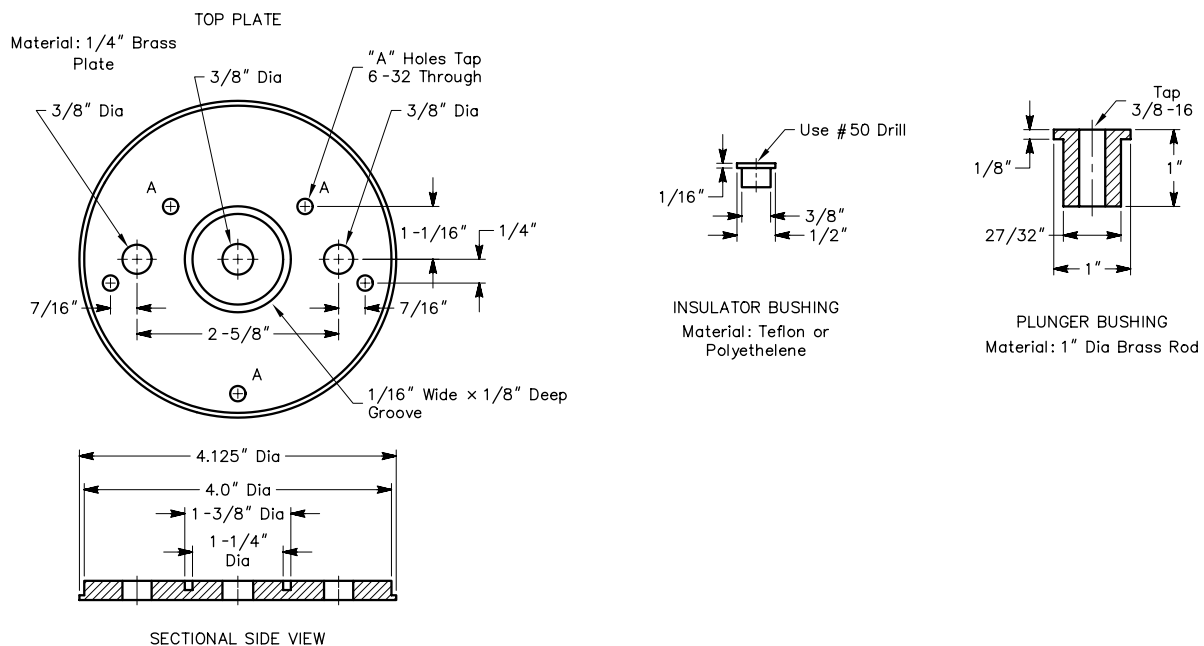 TOP PLATE
Material: 1/4" Brass
Plate
"A" Holes Tap
6-32 Through
3/8" Dia
3/8" Dia
3/8" Dia
A
A
1-1/16"
1/4"
7/16"
7/16"
2-5/8"
A
1/16" Wide × 1/8" Deep
Groove
4.125" Dia
4.0" Dia
1-3/8" Dia
1-1/4"
Dia
SECTIONAL SIDE VIEW
Use #50 Drill
1/16"
3/8"
1/2"
INSULATOR BUSHING
Material: Teflon or
Polyethelene
Tap
3/8-16
1/8"
1"
27/32"
1"
PLUNGER BUSHING
Material: 1" Dia Brass Rod